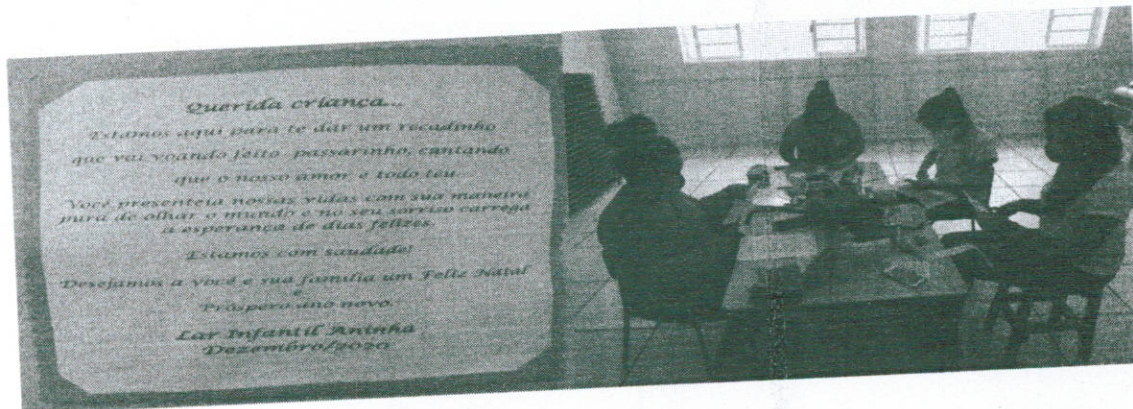 Querida criança...
Estamos aqui para te dar um recadinho
que vai voando feito passarinho, cantando
que o nosso amor e todo teu...
Você presenteia nossas vidas com sua maneira
pura de olhar o mundo e no seu sorriso carrega
a esperança de dias felizes.
Estamos com saudade!
Desejamos a você e sua família um Feliz Natal
e
Próspero ano novo.
Lar Infantil Aninha
Dezembro/2020